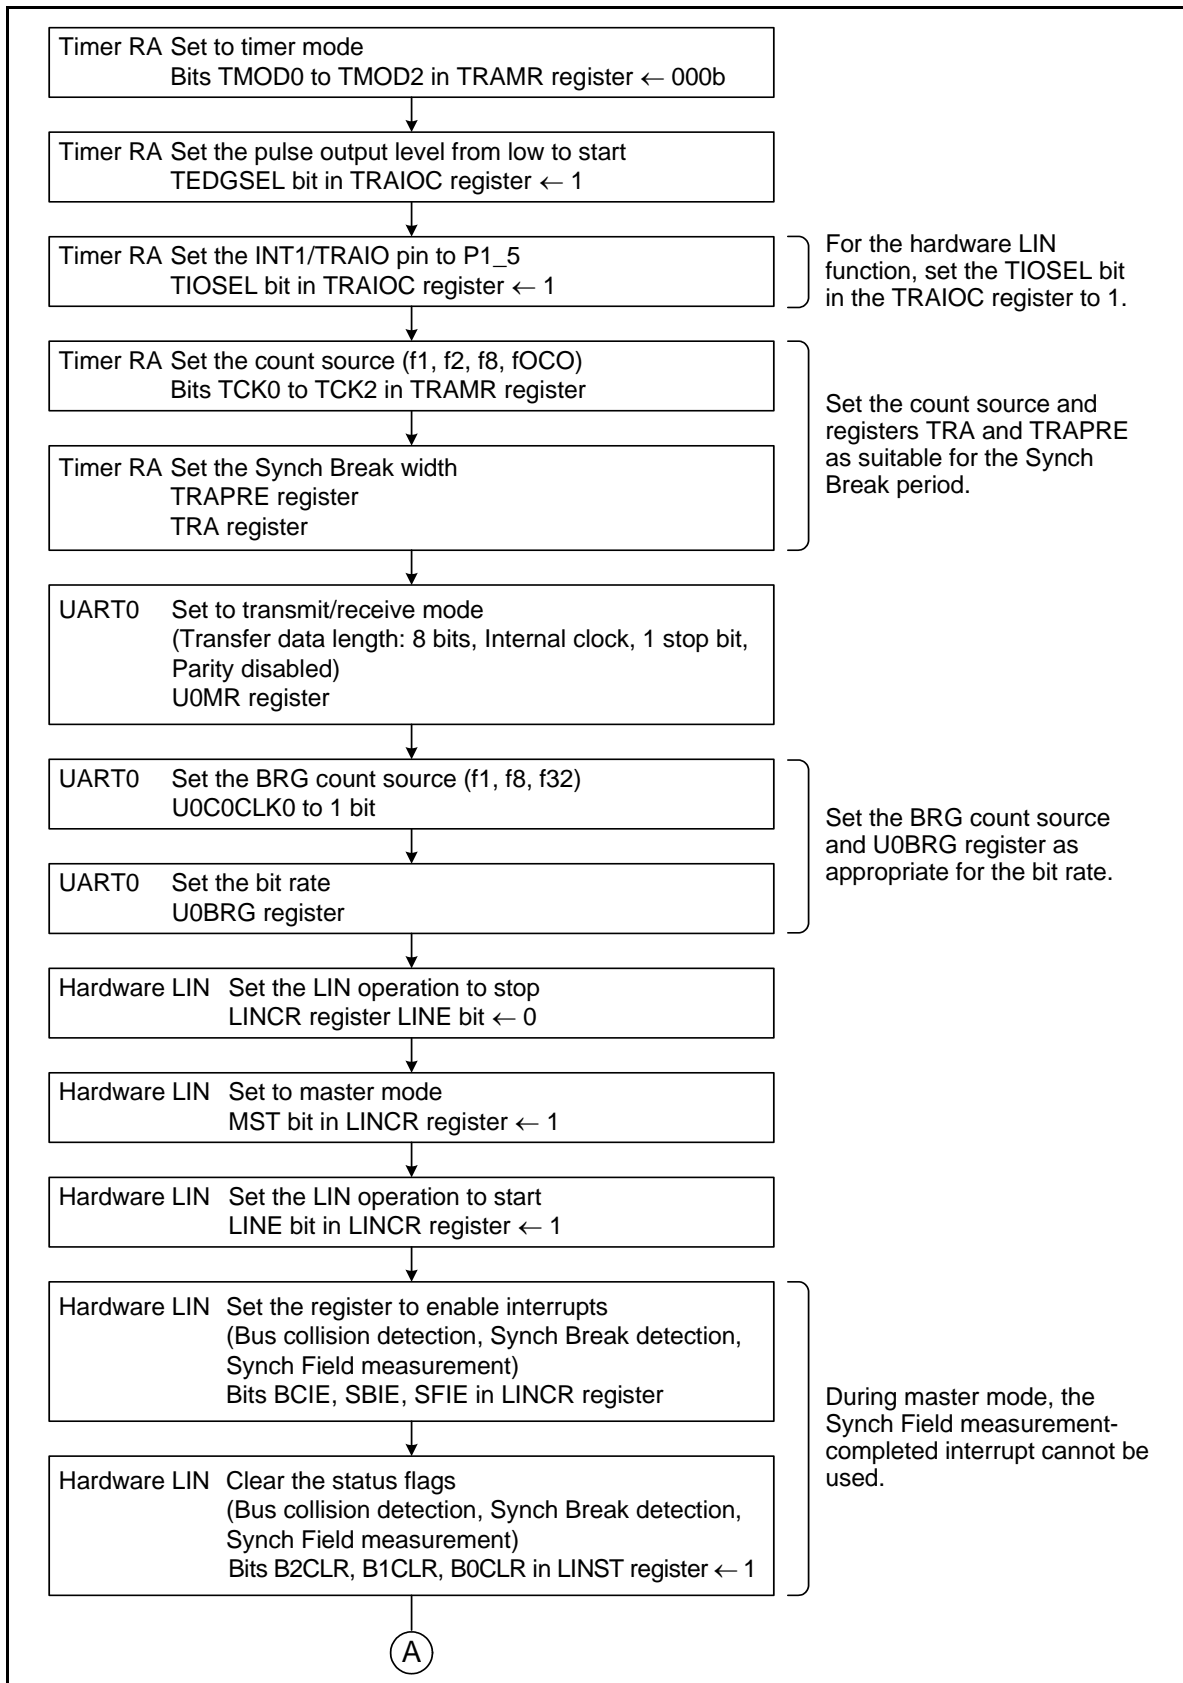 Timer RA Set to timer mode
Bits TMOD0 to TMOD2 in TRAMR register ← 000b
Timer RA Set the pulse output level from low to start
TEDGSEL bit in TRAIOC register ← 1
Timer RA Set the INT1/TRAIO pin to P1_5
TIOSEL bit in TRAIOC register ← 1
For the hardware LIN
function, set the TIOSEL bit
in the TRAIOC register to 1.
Timer RA Set the count source (f1, f2, f8, fOCO)
Bits TCK0 to TCK2 in TRAMR register
Timer RA Set the Synch Break width
TRAPRE register
TRA register
Set the count source and
registers TRA and TRAPRE
as suitable for the Synch
Break period.
UART0 Set to transmit/receive mode
(Transfer data length: 8 bits, Internal clock, 1 stop bit,
Parity disabled)
U0MR register
UART0 Set the BRG count source (f1, f8, f32)
U0C0CLK0 to 1 bit
UART0 Set the bit rate
U0BRG register
Set the BRG count source
and U0BRG register as
appropriate for the bit rate.
Hardware LIN Set the LIN operation to stop
LINCR register LINE bit ← 0
Hardware LIN Set to master mode
MST bit in LINCR register ← 1
Hardware LIN Set the LIN operation to start
LINE bit in LINCR register ← 1
Hardware LIN Set the register to enable interrupts
(Bus collision detection, Synch Break detection,
Synch Field measurement)
Bits BCIE, SBIE, SFIE in LINCR register
Hardware LIN Clear the status flags
(Bus collision detection, Synch Break detection,
Synch Field measurement)
Bits B2CLR, B1CLR, B0CLR in LINST register ← 1
During master mode, the
Synch Field measurement-
completed interrupt cannot be
used.
A